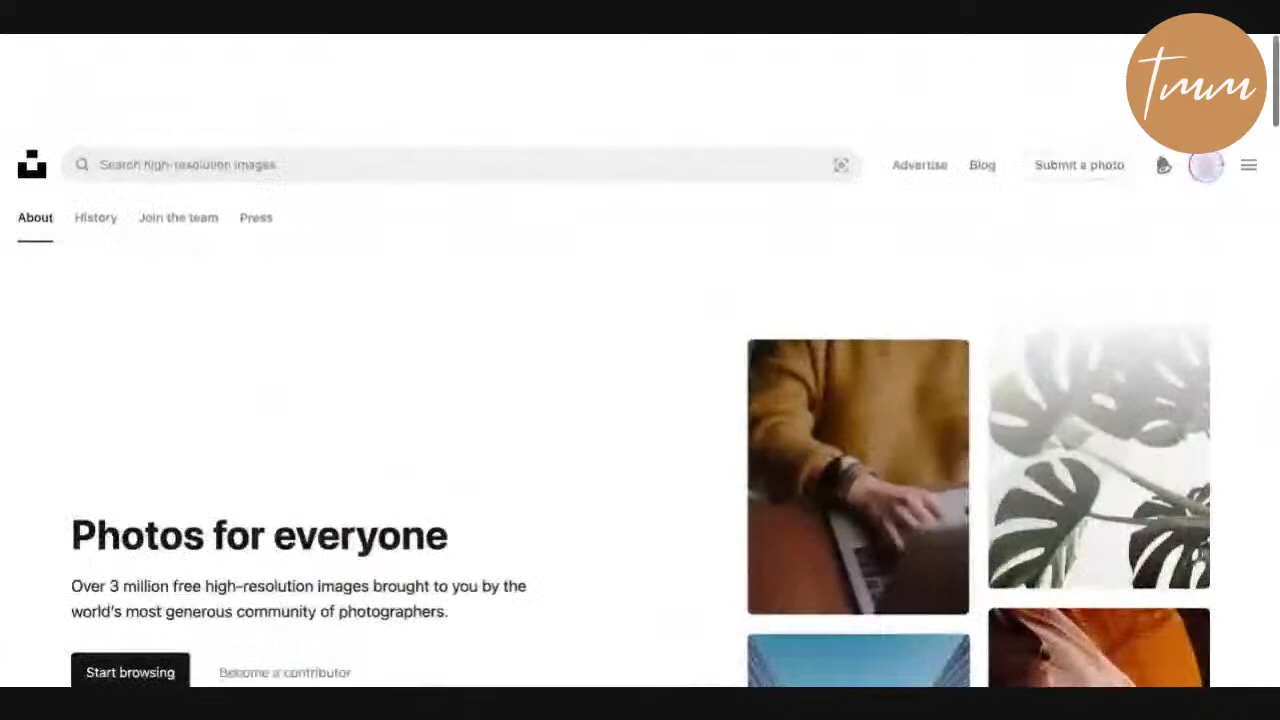 Tmm
Search high-resolution images
Advertise
Blog
Submit a photo
About
History
Join the team
Press
Photos for everyone
Over 3 million free high-resolution images brought to you by the
world's most generous community of photographers.
Start browsing
Become a contributor